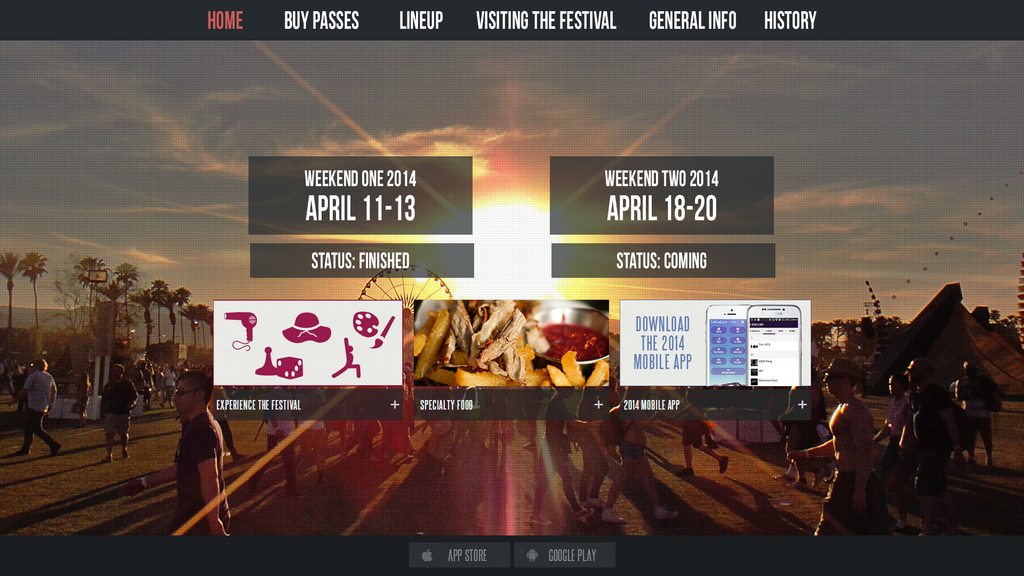 HOME BUY PASSES LINEUP VISITING THE FESTIVAL GENERAL INFO HISTORY
WEEKEND ONE 2014
APRIL 11-13
STATUS: FINISHED
WEEKEND TWO 2014
APRIL 18-20
STATUS: COMING
DOWNLOAD
THE 2014
MOBILE APP
EXPERIENCE THE FESTIVAL +
SPECIALTY FOOD +
2014 MOBILE APP +
APP STORE GOOGLE PLAY